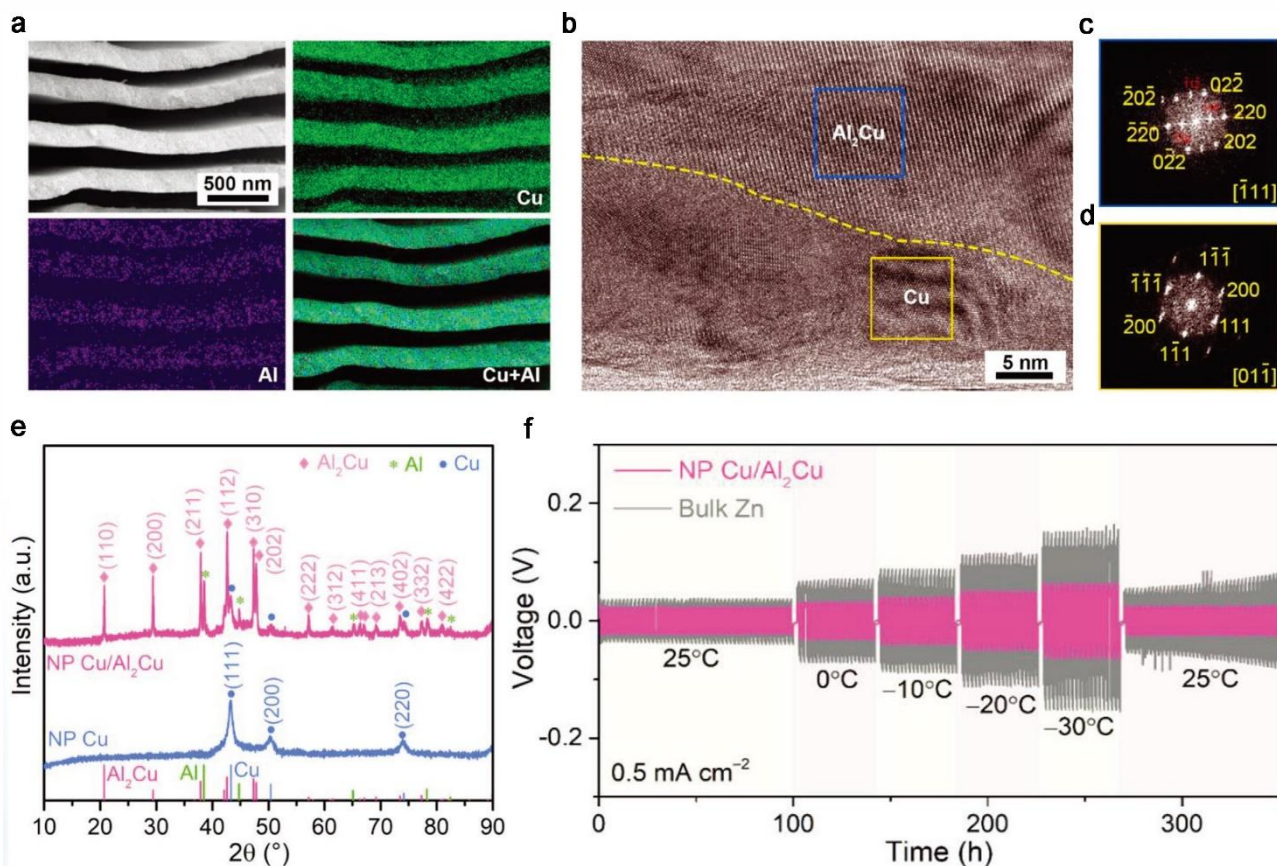 a
500 nm
Cu
Al
Cu+Al
b
Al₂Cu
Cu
5 nm
c
2̄02̄
022̄
2̄2̄0
220
02̄2
202
[1̄11]
d
11̄1̄
1̄1̄1̄
200
2̄00
111
11̄1
[011̄]
e
Intensity (a.u.)
Al₂Cu
Al
Cu
(110)
(200)
(211)
(112)
(310)
(202)
(222)
(312)
(411)
(213)
(402)
(332)
(422)
NP Cu/Al₂Cu
(111)
(200)
(220)
NP Cu
Al₂Cu
Al
Cu
10 20 30 40 50 60 70 80 90
2θ (°)
f
NP Cu/Al₂Cu
Bulk Zn
Voltage (V)
0.2
0.0
-0.2
25°C
0°C
−10°C
−20°C
−30°C
25°C
0.5 mA cm⁻²
0 100 200 300
Time (h)